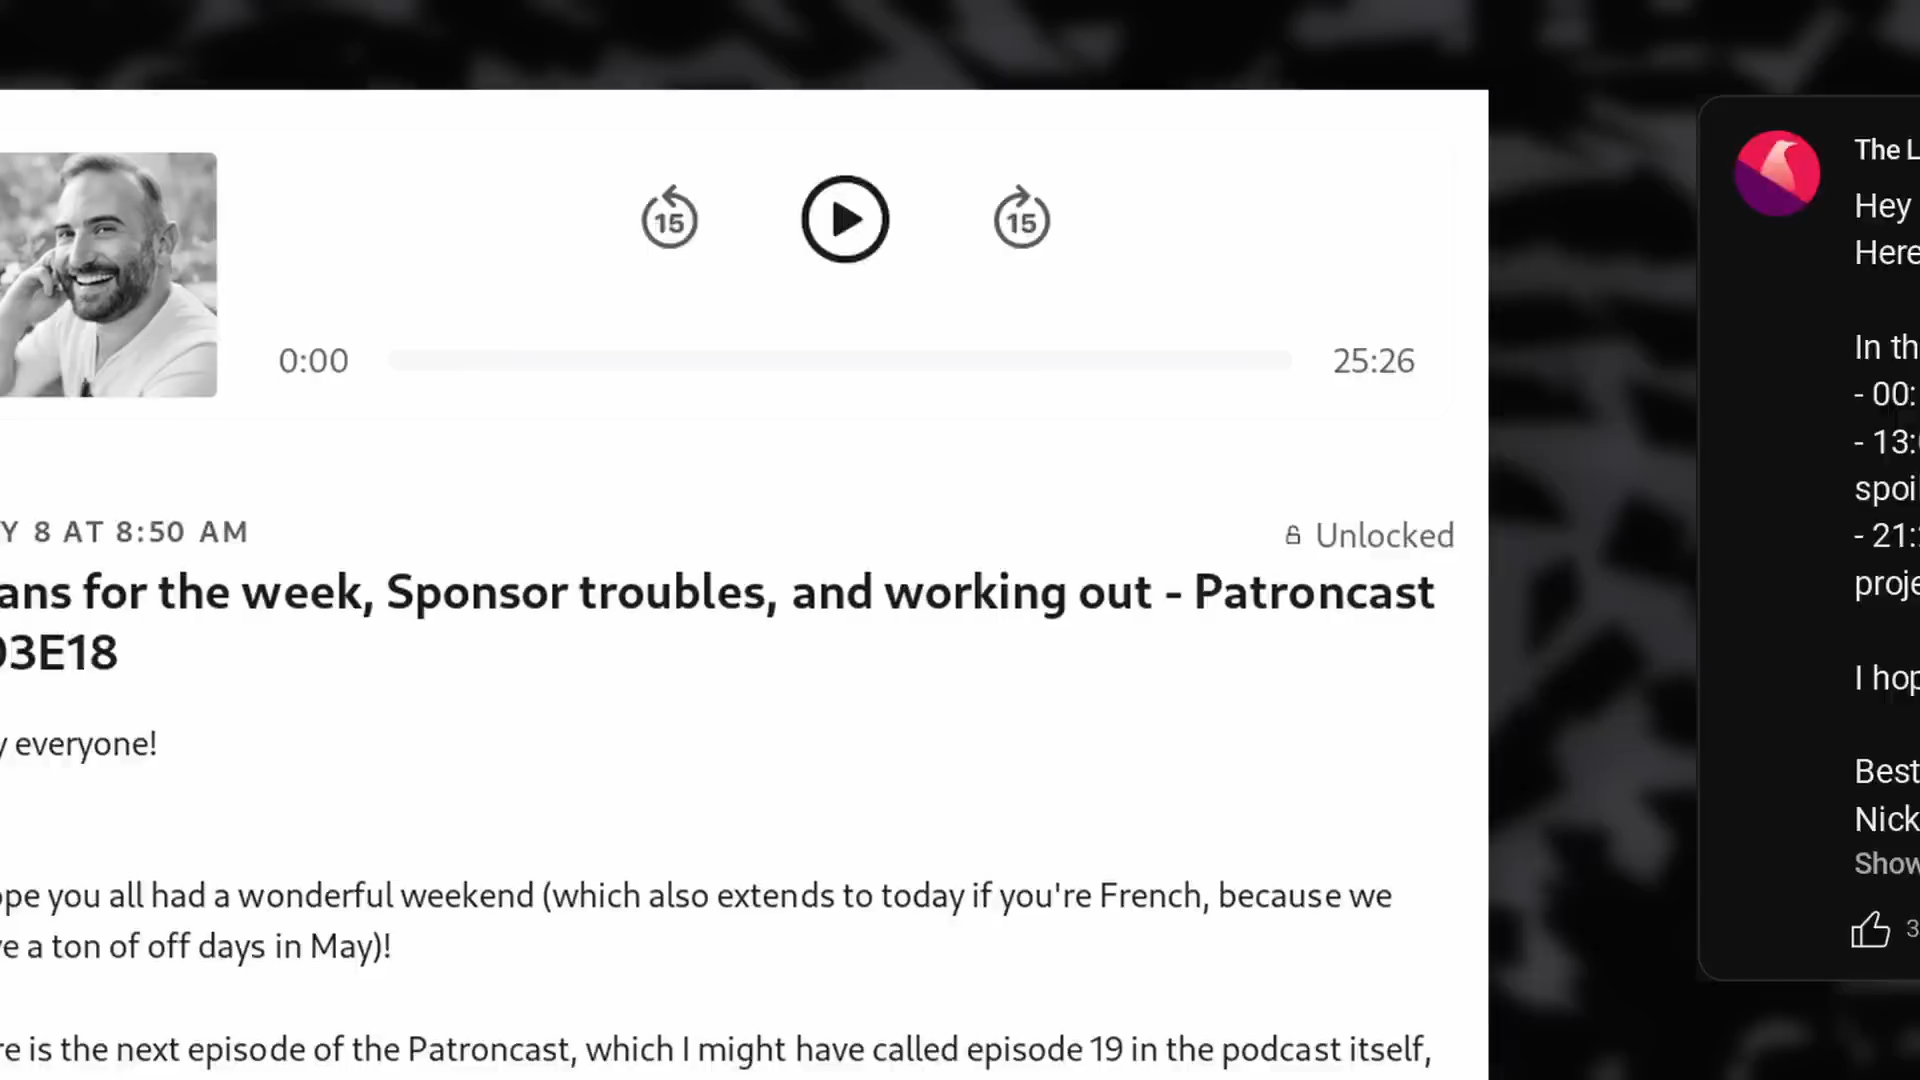 15
15
0:00
25:26
Y 8 AT 8:50 AM
Unlocked
ans for the week, Sponsor troubles, and working out - Patroncast
3E18
y everyone!
ope you all had a wonderful weekend (which also extends to today if you're French, because we
ve a ton of off days in May)!
re is the next episode of the Patroncast, which I might have called episode 19 in the podcast itself,
The L
Hey
Here
In th
- 00:
- 13:
spoil
- 21:
proje
I hop
Best
Nick
Show
3